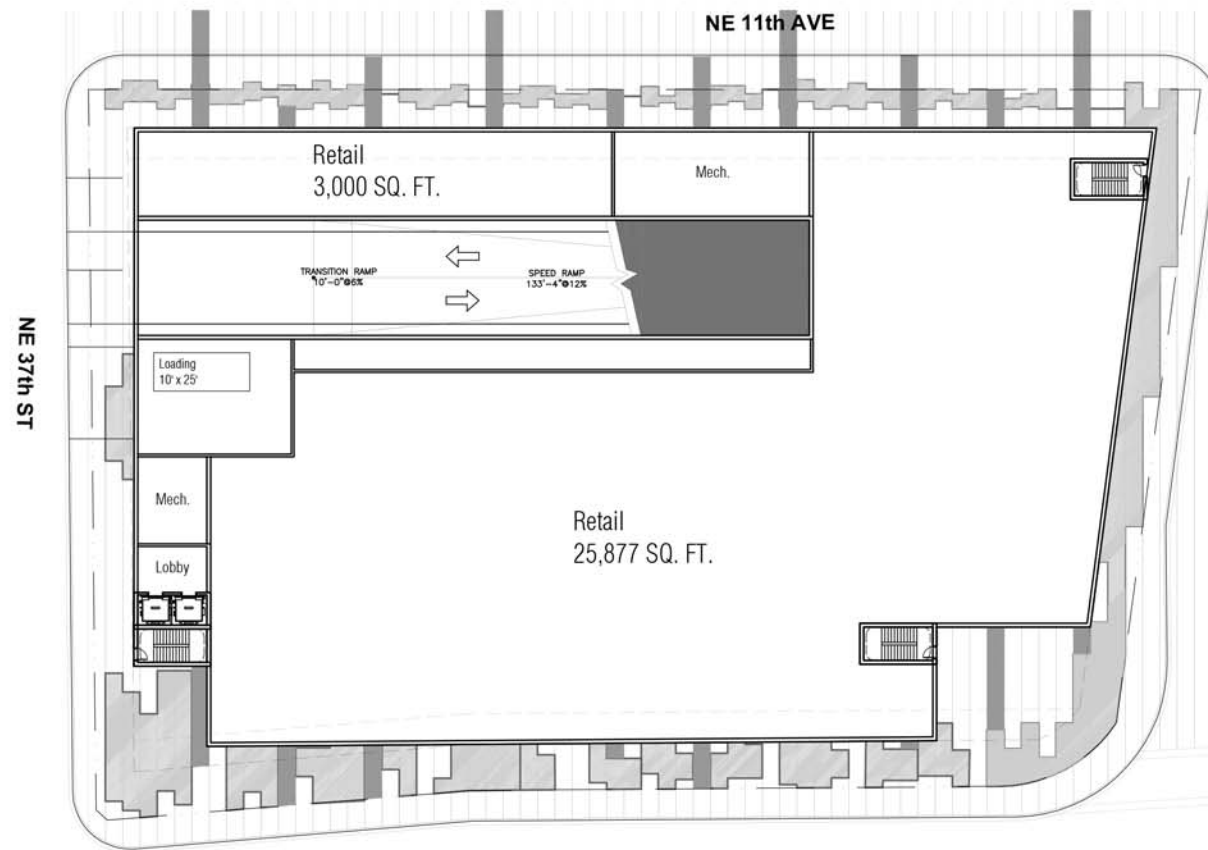 NE 11th AVE
Retail
3,000 SQ. FT.
Mech.
TRANSITION RAMP
10'-0"@6%
SPEED RAMP
133'-4"@12%
NE 37th ST
Loading
10' x 25'
Mech.
Retail
25,877 SQ. FT.
Lobby